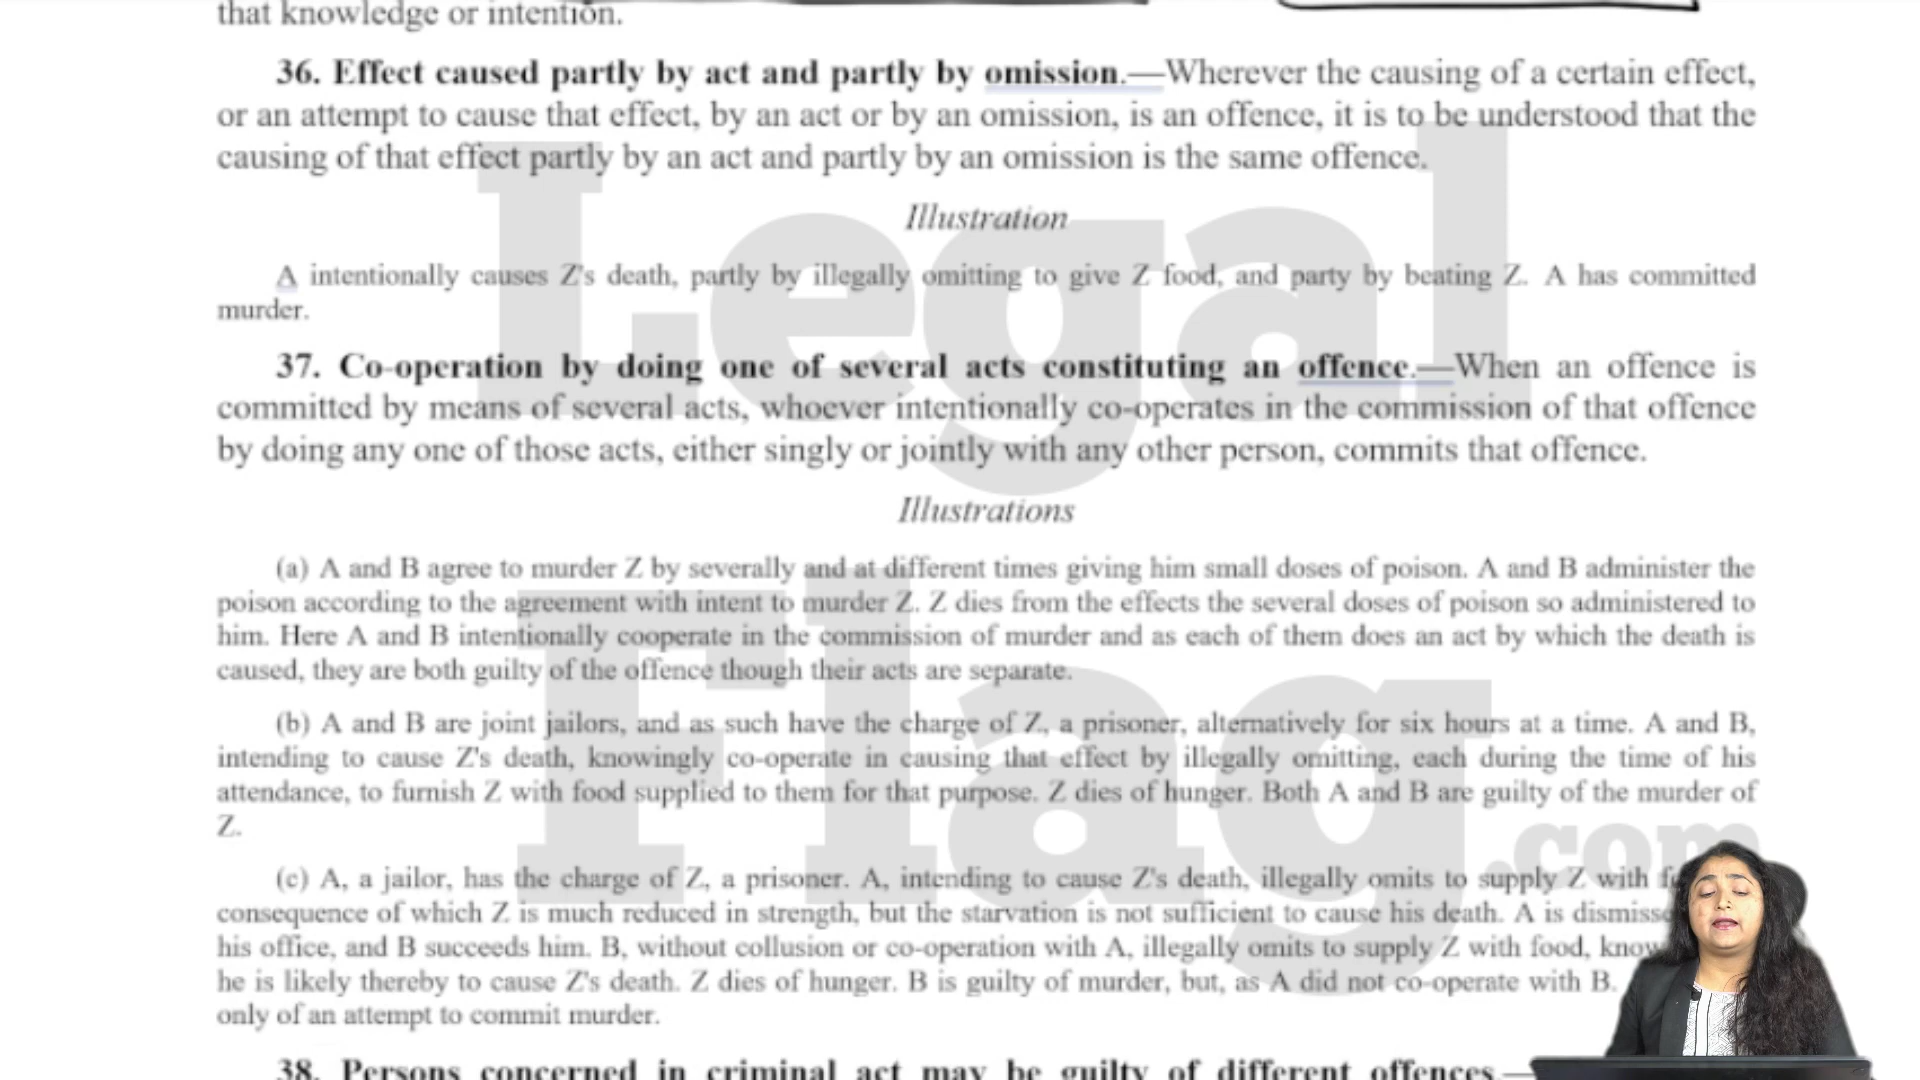 that knowledge or intention.
36. Effect caused partly by act and partly by omission.—Wherever the causing of a certain effect,
or an attempt to cause that effect, by an act or by an omission, is an offence, it is to be understood that the
causing of that effect partly by an act and partly by an omission is the same offence.
Illustration
A intentionally causes Z's death, partly by illegally omitting to give Z food, and party by beating Z. A has committed
murder.
37. Co-operation by doing one of several acts constituting an offence.—When an offence is
committed by means of several acts, whoever intentionally co-operates in the commission of that offence
by doing any one of those acts, either singly or jointly with any other person, commits that offence.
Illustrations
(a) A and B agree to murder Z by severally and at different times giving him small doses of poison. A and B administer the
poison according to the agreement with intent to murder Z. Z dies from the effects the several doses of poison so administered to
him. Here A and B intentionally cooperate in the commission of murder and as each of them does an act by which the death is
caused, they are both guilty of the offence though their acts are separate.
(b) A and B are joint jailors, and as such have the charge of Z, a prisoner, alternatively for six hours at a time. A and B,
intending to cause Z's death, knowingly co-operate in causing that effect by illegally omitting, each during the time of his
attendance, to furnish Z with food supplied to them for that purpose. Z dies of hunger. Both A and B are guilty of the murder of
Z.
(c) A, a jailor, has the charge of Z, a prisoner. A, intending to cause Z's death, illegally omits to supply Z with
consequence of which Z is much reduced in strength, but the starvation is not sufficient to cause his death. A is
his office, and B succeeds him. B, without collusion or co-operation with A, illegally omits to supply Z with food,
he is likely thereby to cause Z's death. Z dies of hunger. B is guilty of murder, but, as A did not co-operate with B.
only of an attempt to commit murder.
38. Persons concerned in criminal act may be guilty of different offences.—
Legal
Flag
.com